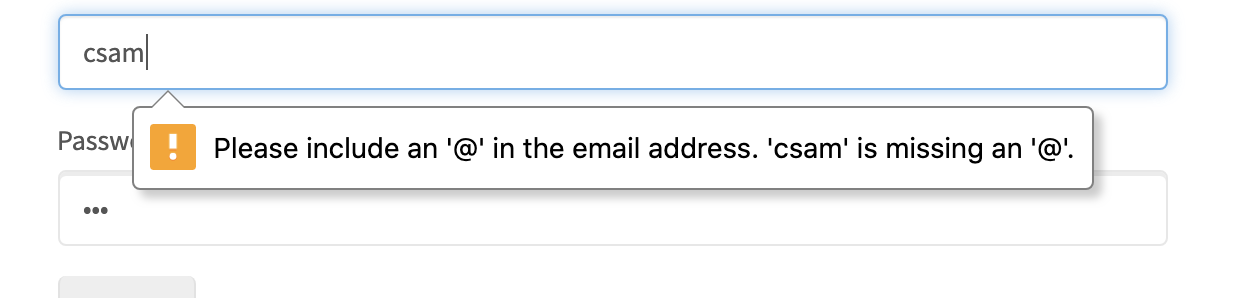 csam
Please include an '@' in the email address. 'csam' is missing an '@'.
Passw
•••